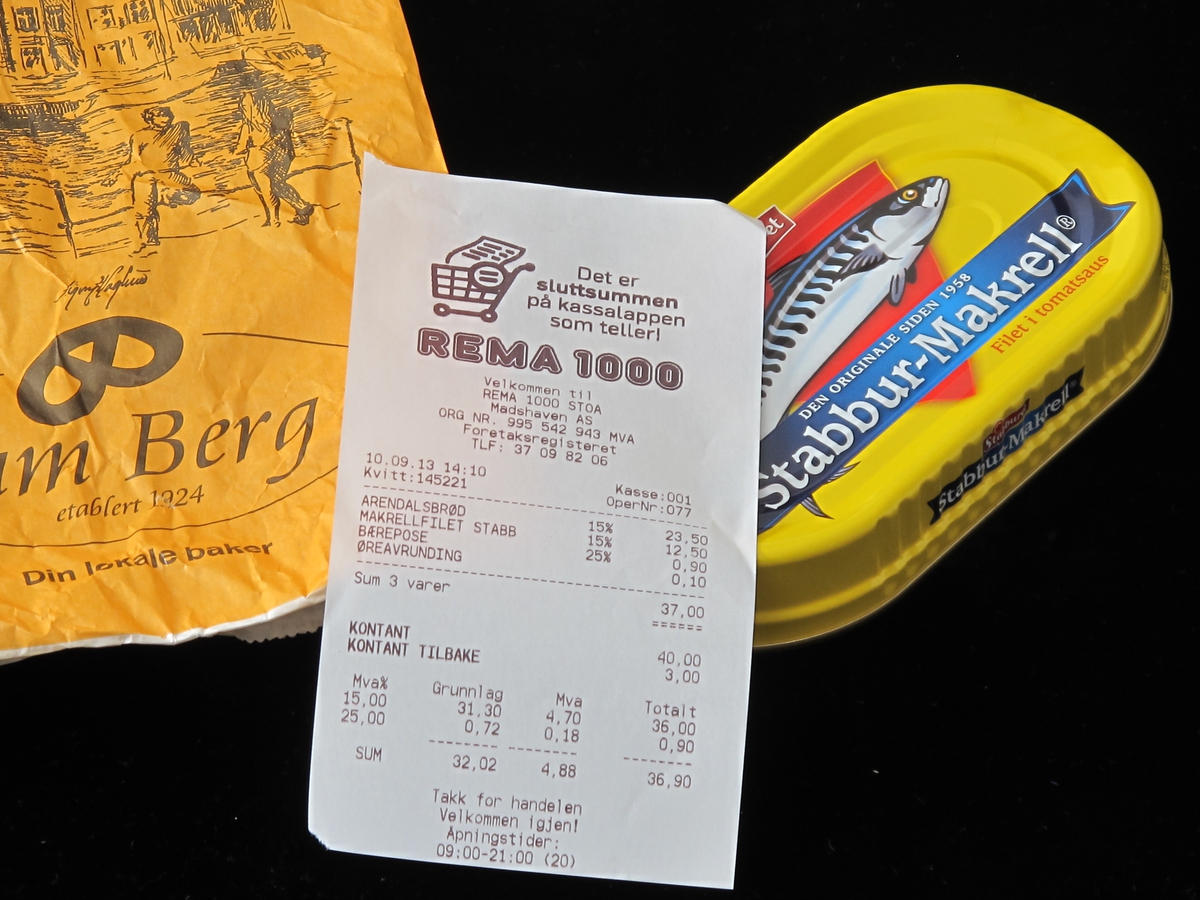 um Berg
etablert 1924
Din lokale baker
Det er
sluttsummen
på kassalappen
som teller!
REMA 1000
Velkommen til
REMA 1000 STOA
Madshaven AS
ORG NR. 995 542 943 MVA
Foretaksregisteret
TLF: 37 09 82 06
10.09.13 14:10
Kvitt:145221 Kasse:001
OperNr:077
ARENDALSBRØD 15% 23,50
MAKRELLFILET STABB 15% 12,50
BÆREPOSE 25% 0,90
ØREAVRUNDING 0,10
Sum 3 varer 37,00
======
KONTANT 40,00
KONTANT TILBAKE 3,00
Mva% Grunnlag Mva Totalt
15,00 31,30 4,70 36,00
25,00 0,72 0,18 0,90
SUM 32,02 4,88 36,90
Takk for handelen
Velkommen igjen!
Åpningstider:
09:00-21:00 (20)
et
DEN ORIGINALE SIDEN 1958
Stabbur-Makrell®
Filet i tomatsaus
Stabburet
Stabbur-Makrell